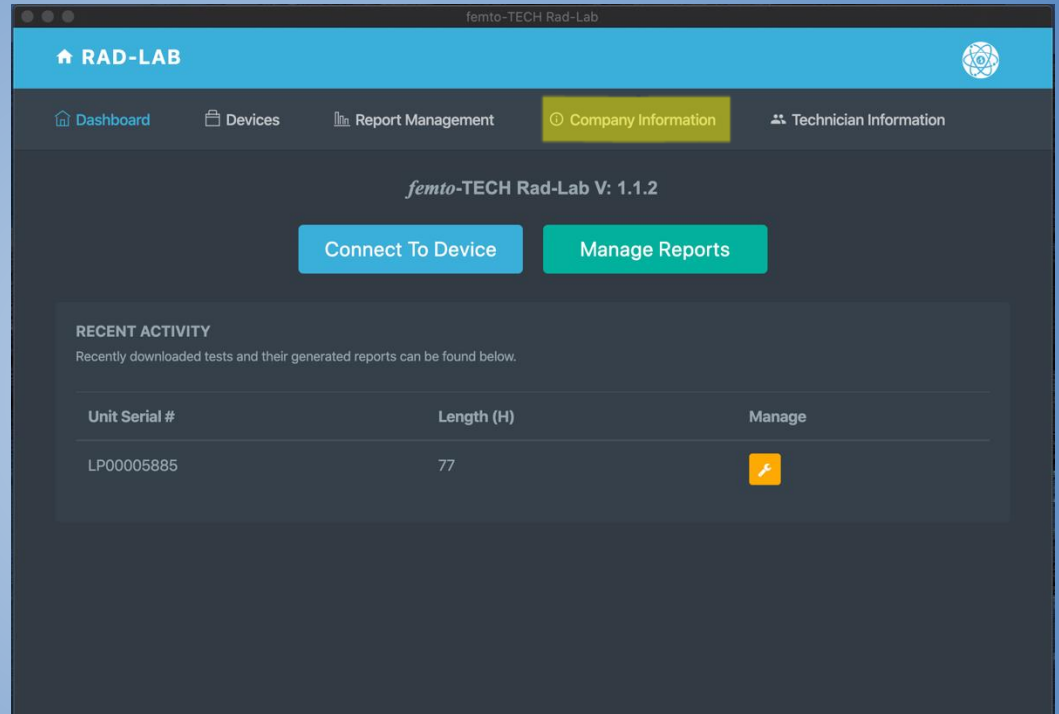 femto-TECH Rad-Lab
RAD-LAB
Dashboard Devices Report Management Company Information Technician Information
femto-TECH Rad-Lab V: 1.1.2
Connect To Device Manage Reports
RECENT ACTIVITY
Recently downloaded tests and their generated reports can be found below.
Unit Serial # Length (H) Manage
LP00005885 77